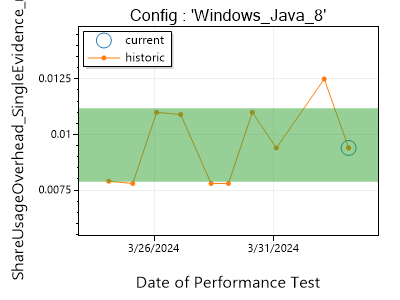 Config : 'Windows_Java_8'
current
historic
0.0125
0.01
0.0075
3/26/2024
3/31/2024
Date of Performance Test
ShareUsageOverhead_SingleEvidence_